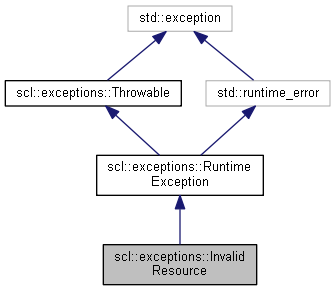 std::exception
scl::exceptions::Throwable
std::runtime_error
scl::exceptions::Runtime
Exception
scl::exceptions::Invalid
Resource